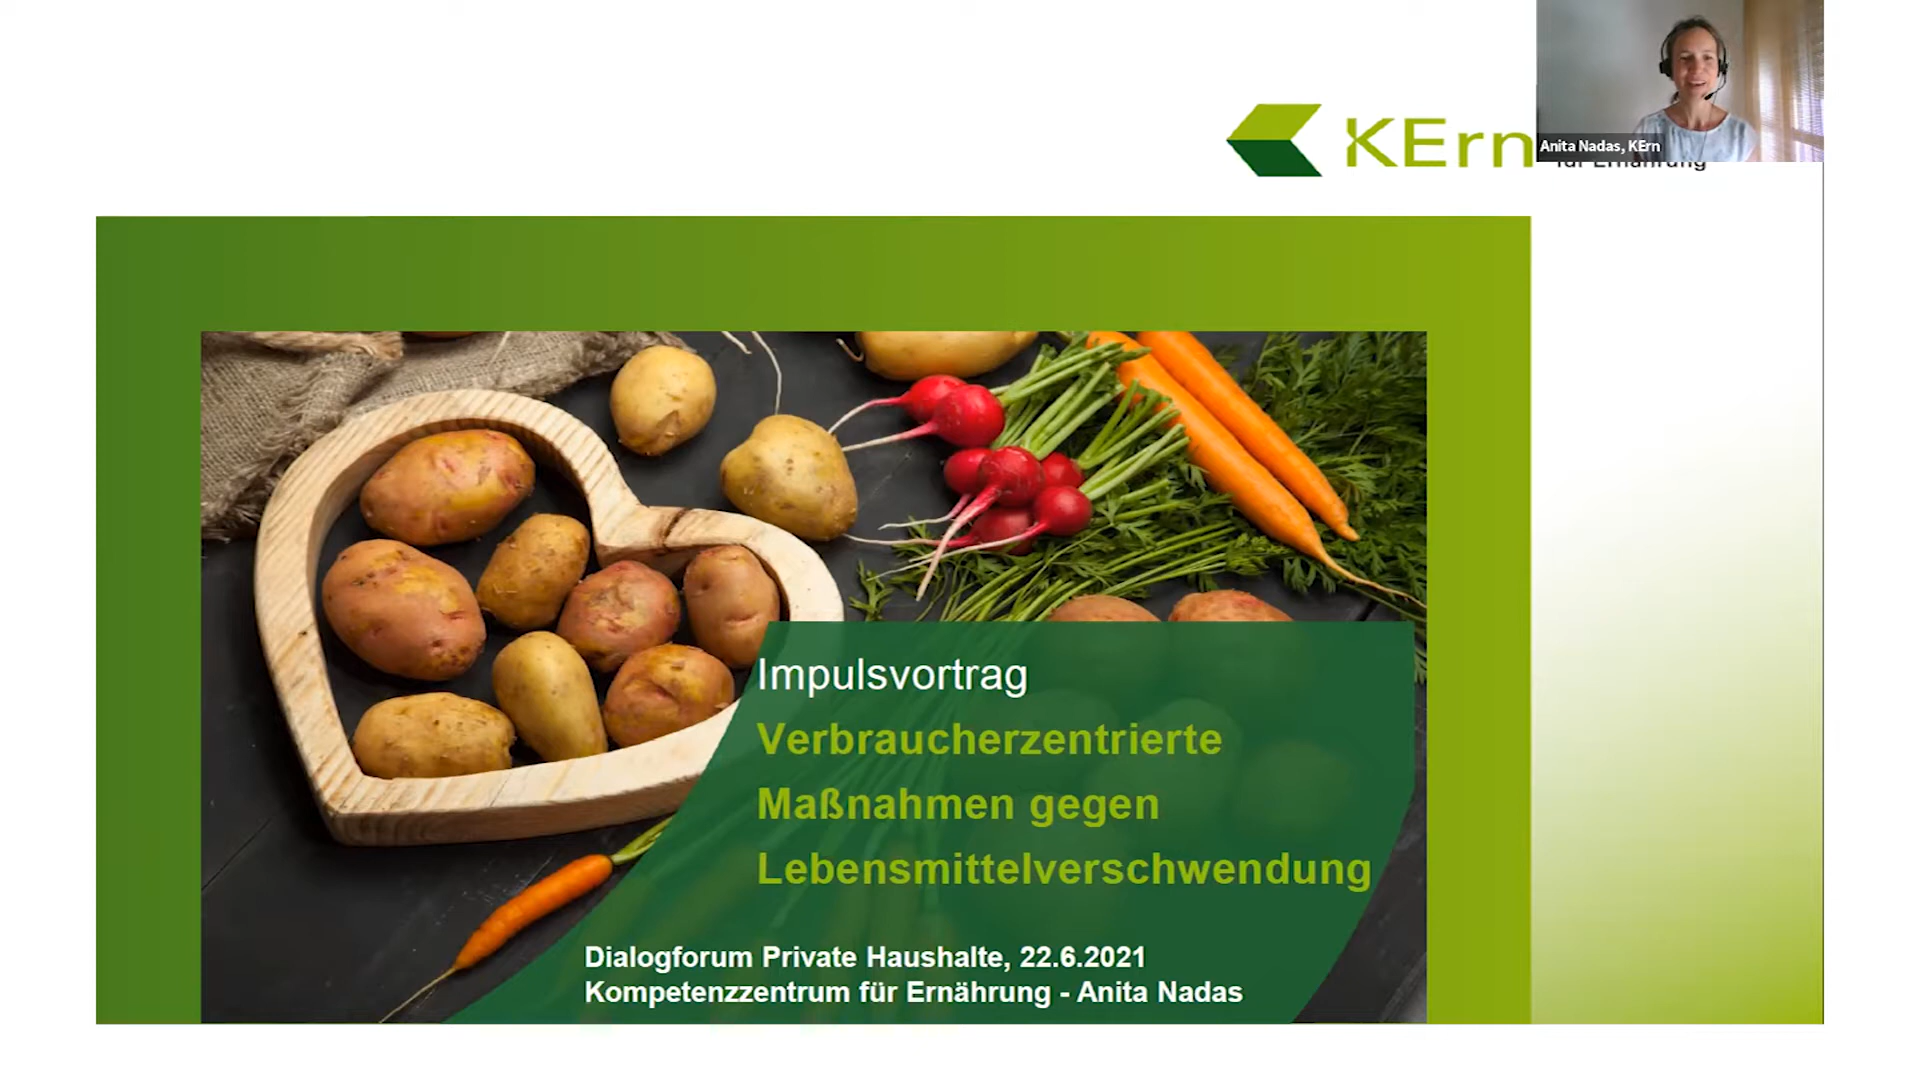 KErn
Anita Nadas, KErn
für Ernährung
Impulsvortrag
Verbraucherzentrierte
Maßnahmen gegen
Lebensmittelverschwendung
Dialogforum Private Haushalte, 22.6.2021
Kompetenzzentrum für Ernährung - Anita Nadas